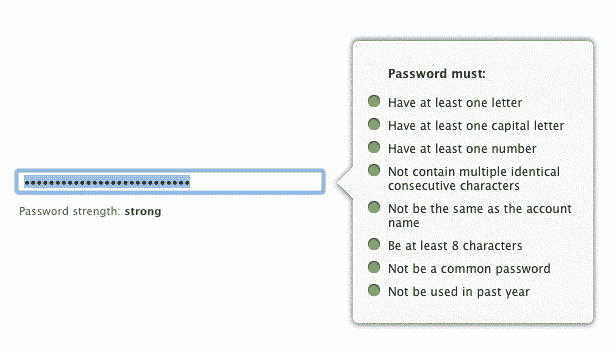 Password must:
Have at least one letter
Have at least one capital letter
Have at least one number
Not contain multiple identical
consecutive characters
Not be the same as the account
name
Be at least 8 characters
Not be a common password
Not be used in past year
Password strength: strong